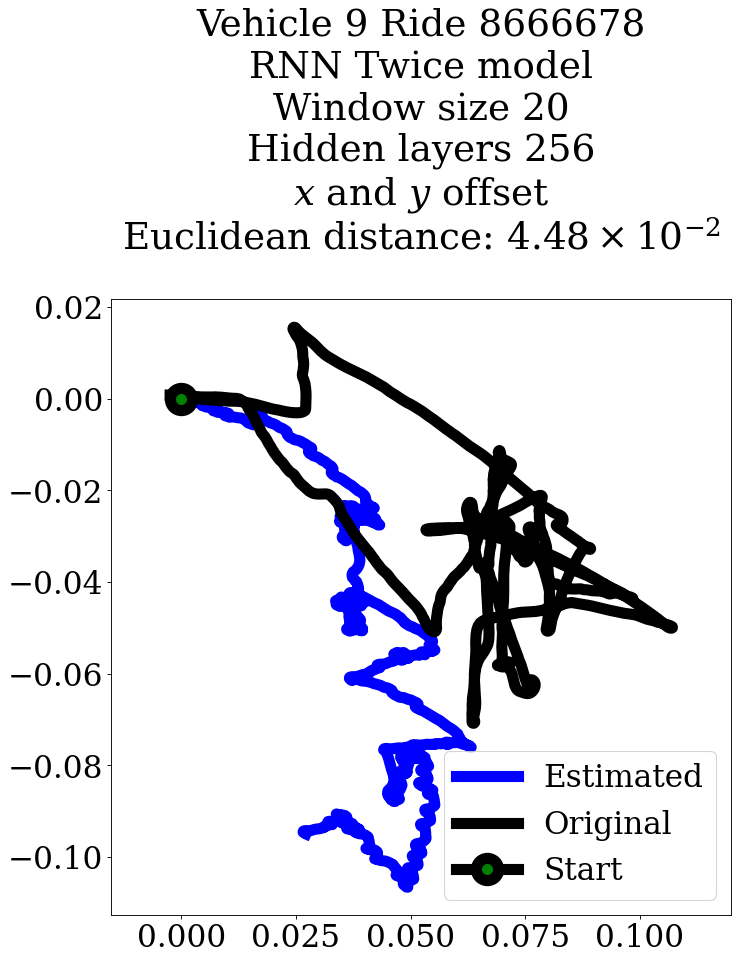 Vehicle 9 Ride 8666678
RNN Twice model
Window size 20
Hidden layers 256
x and y offset
Euclidean distance: 4.48 × 10⁻²
0.02
0.00
−0.02
−0.04
−0.06
−0.08
−0.10
Estimated
Original
Start
0.000 0.025 0.050 0.075 0.100